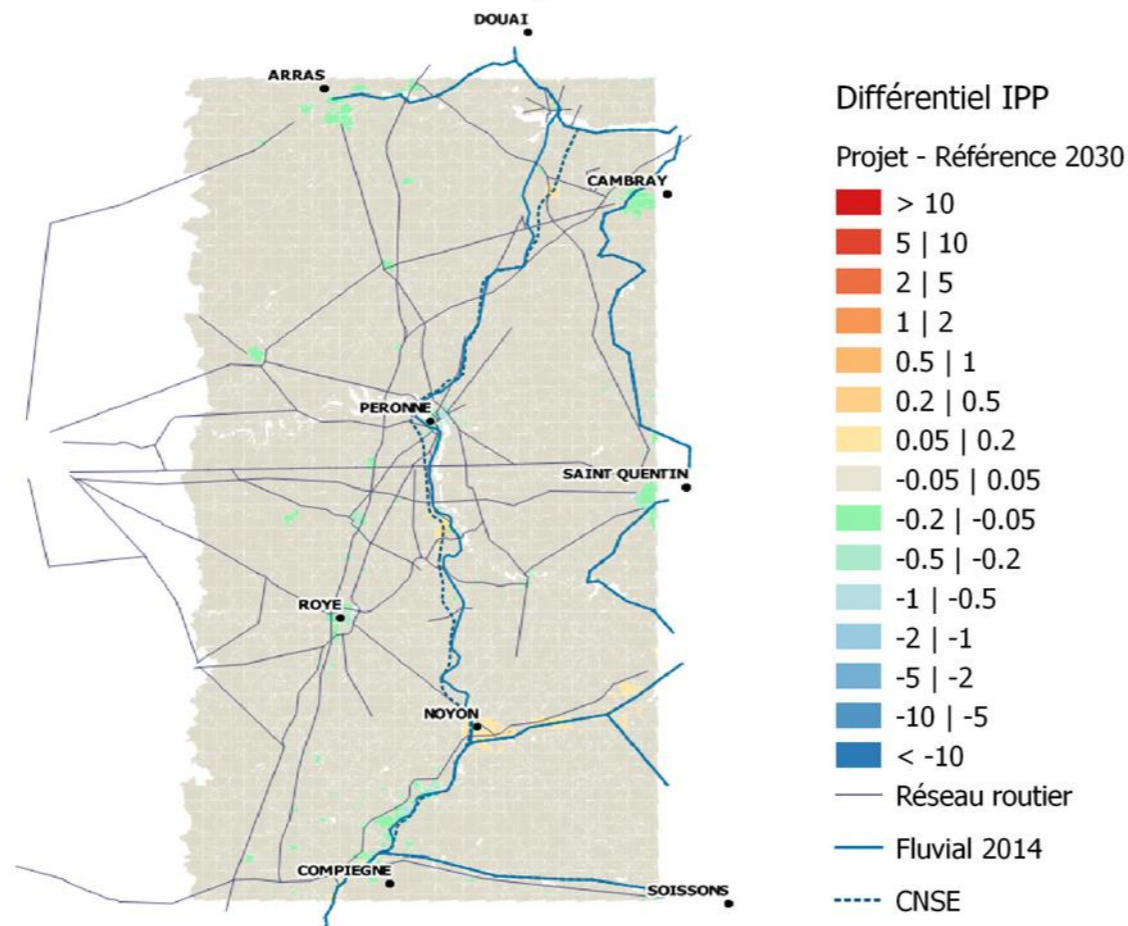 DOUAI
ARRAS
CAMBRAY
PERONNE
SAINT QUENTIN
ROYE
NOYON
COMPIEGNE
SOISSONS
Différentiel IPP
Projet - Référence 2030
> 10
5 | 10
2 | 5
1 | 2
0.5 | 1
0.2 | 0.5
0.05 | 0.2
-0.05 | 0.05
-0.2 | -0.05
-0.5 | -0.2
-1 | -0.5
-2 | -1
-5 | -2
-10 | -5
< -10
Réseau routier
Fluvial 2014
CNSE